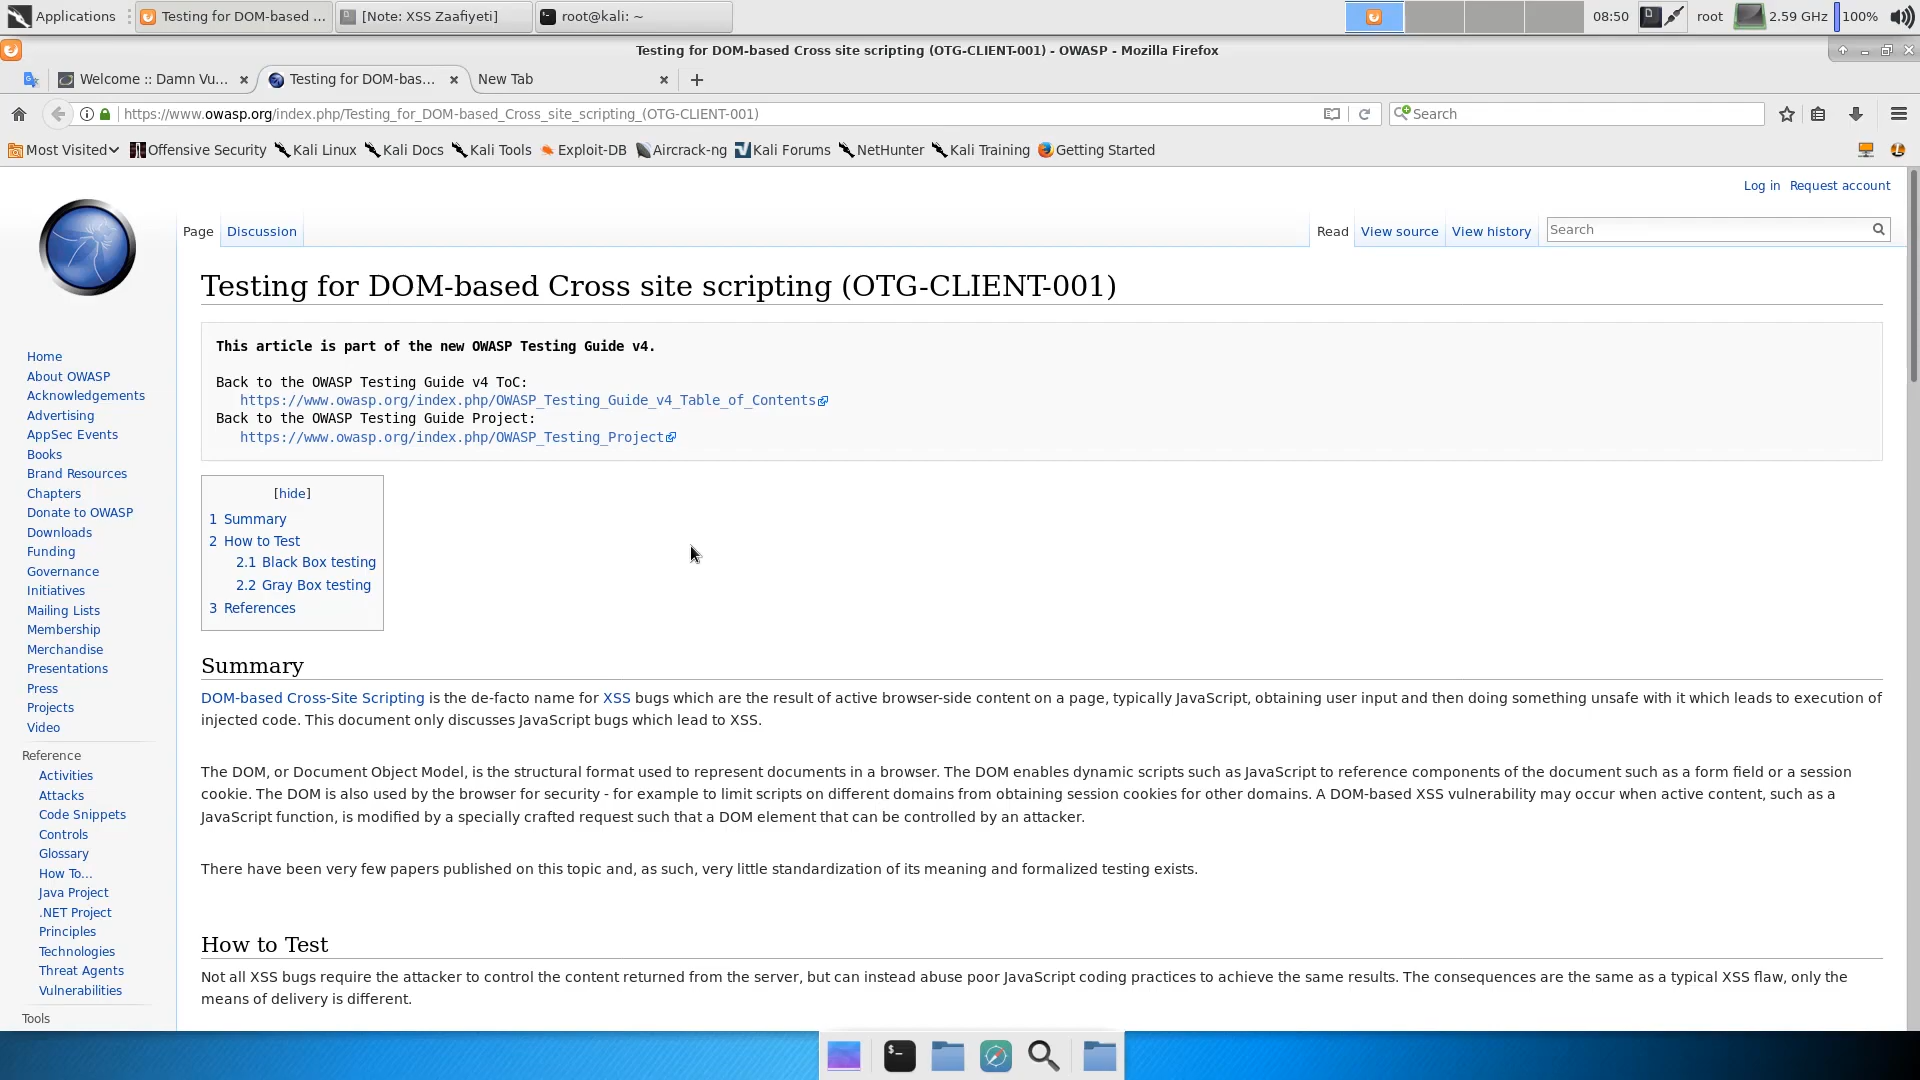 Applications
Testing for DOM-based ...
[Note: XSS Zaafiyeti]
root@kali: ~
08:50
root
2.59 GHz
100%
Testing for DOM-based Cross site scripting (OTG-CLIENT-001) - OWASP - Mozilla Firefox
Welcome :: Damn Vu...
Testing for DOM-bas...
New Tab
https://www.owasp.org/index.php/Testing_for_DOM-based_Cross_site_scripting_(OTG-CLIENT-001)
Search
Most Visited
Offensive Security
Kali Linux
Kali Docs
Kali Tools
Exploit-DB
Aircrack-ng
Kali Forums
NetHunter
Kali Training
Getting Started
Log in
Request account
Page
Discussion
Read
View source
View history
Search
Home
About OWASP
Acknowledgements
Advertising
AppSec Events
Books
Brand Resources
Chapters
Donate to OWASP
Downloads
Funding
Governance
Initiatives
Mailing Lists
Membership
Merchandise
Presentations
Press
Projects
Video
Reference
Activities
Attacks
Code Snippets
Controls
Glossary
How To...
Java Project
.NET Project
Principles
Technologies
Threat Agents
Vulnerabilities
Tools
Testing for DOM-based Cross site scripting (OTG-CLIENT-001)
This article is part of the new OWASP Testing Guide v4.
Back to the OWASP Testing Guide v4 ToC:
https://www.owasp.org/index.php/OWASP_Testing_Guide_v4_Table_of_Contents
Back to the OWASP Testing Guide Project:
https://www.owasp.org/index.php/OWASP_Testing_Project
[hide]
1 Summary
2 How to Test
2.1 Black Box testing
2.2 Gray Box testing
3 References
Summary
DOM-based Cross-Site Scripting is the de-facto name for XSS bugs which are the result of active browser-side content on a page, typically JavaScript, obtaining user input and then doing something unsafe with it which leads to execution of
injected code. This document only discusses JavaScript bugs which lead to XSS.
The DOM, or Document Object Model, is the structural format used to represent documents in a browser. The DOM enables dynamic scripts such as JavaScript to reference components of the document such as a form field or a session
cookie. The DOM is also used by the browser for security - for example to limit scripts on different domains from obtaining session cookies for other domains. A DOM-based XSS vulnerability may occur when active content, such as a
JavaScript function, is modified by a specially crafted request such that a DOM element that can be controlled by an attacker.
There have been very few papers published on this topic and, as such, very little standardization of its meaning and formalized testing exists.
How to Test
Not all XSS bugs require the attacker to control the content returned from the server, but can instead abuse poor JavaScript coding practices to achieve the same results. The consequences are the same as a typical XSS flaw, only the
means of delivery is different.